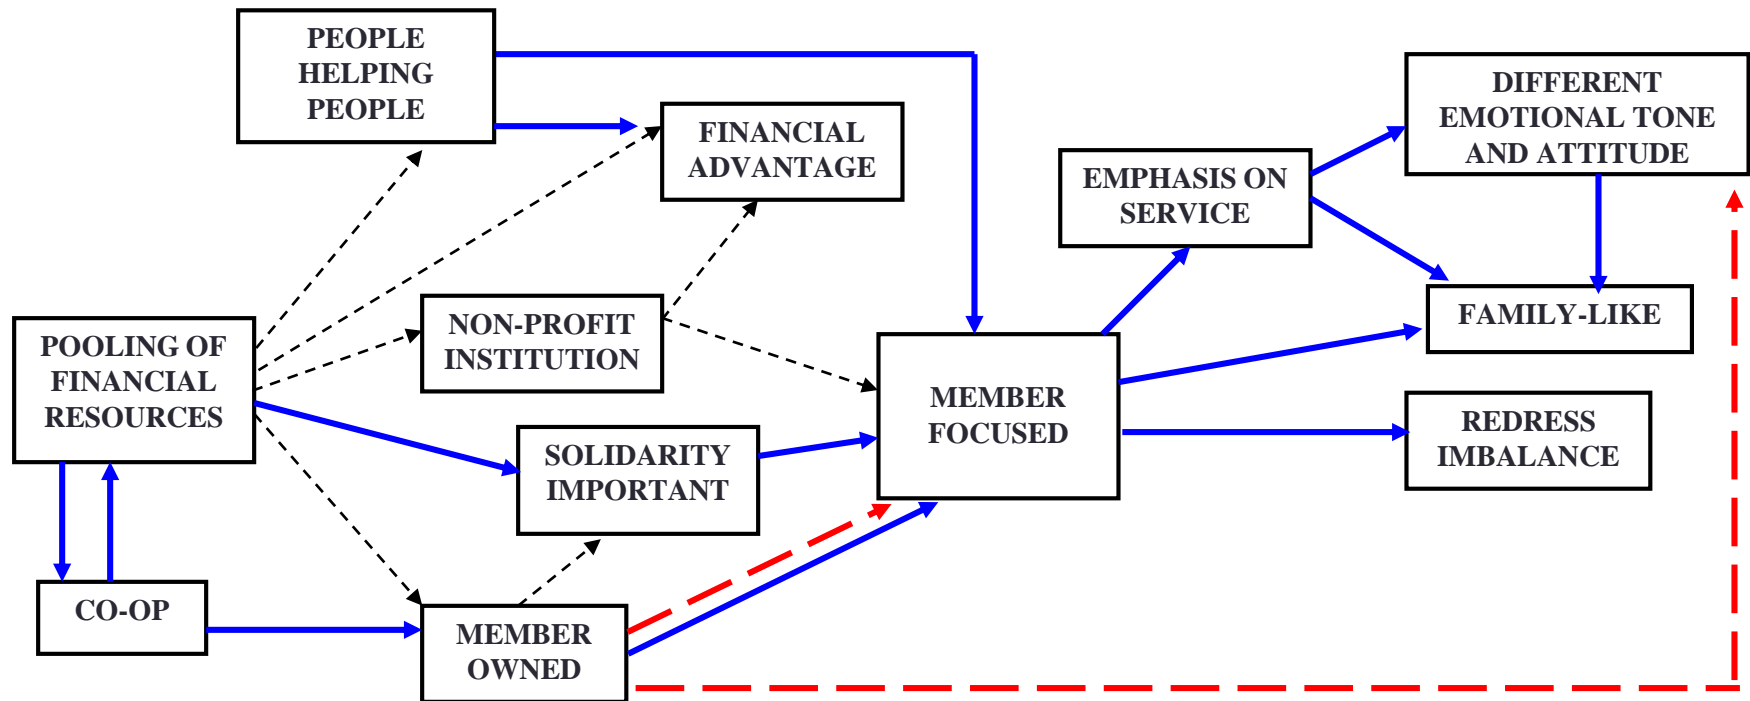 PEOPLE
HELPING
PEOPLE
FINANCIAL
ADVANTAGE
DIFFERENT
EMOTIONAL TONE
AND ATTITUDE
EMPHASIS ON
SERVICE
NON-PROFIT
INSTITUTION
FAMILY-LIKE
POOLING OF
FINANCIAL
RESOURCES
MEMBER
FOCUSED
REDRESS
IMBALANCE
SOLIDARITY
IMPORTANT
CO-OP
MEMBER
OWNED